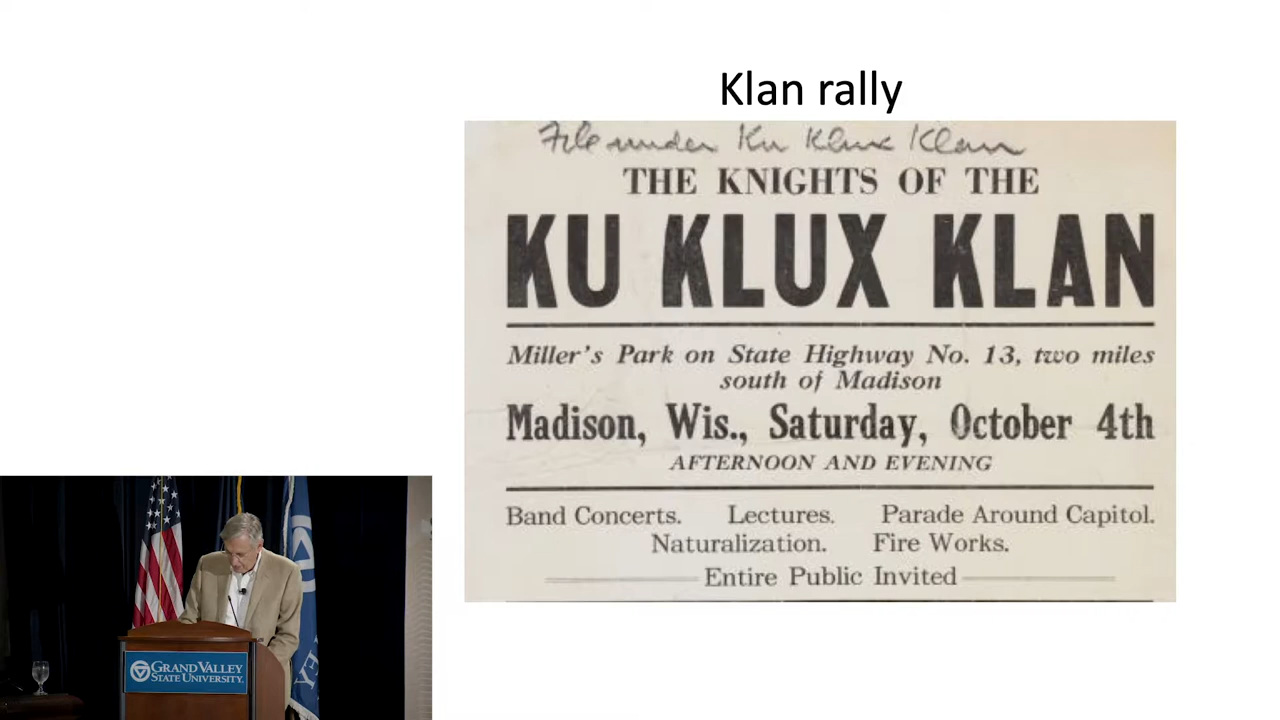 Klan rally
File under Ku Klux Klan
THE KNIGHTS OF THE
KU KLUX KLAN
Miller's Park on State Highway No. 13, two miles
south of Madison
Madison, Wis., Saturday, October 4th
AFTERNOON AND EVENING
Band Concerts. Lectures. Parade Around Capitol.
Naturalization. Fire Works.
Entire Public Invited
GRAND VALLEY
STATE UNIVERSITY